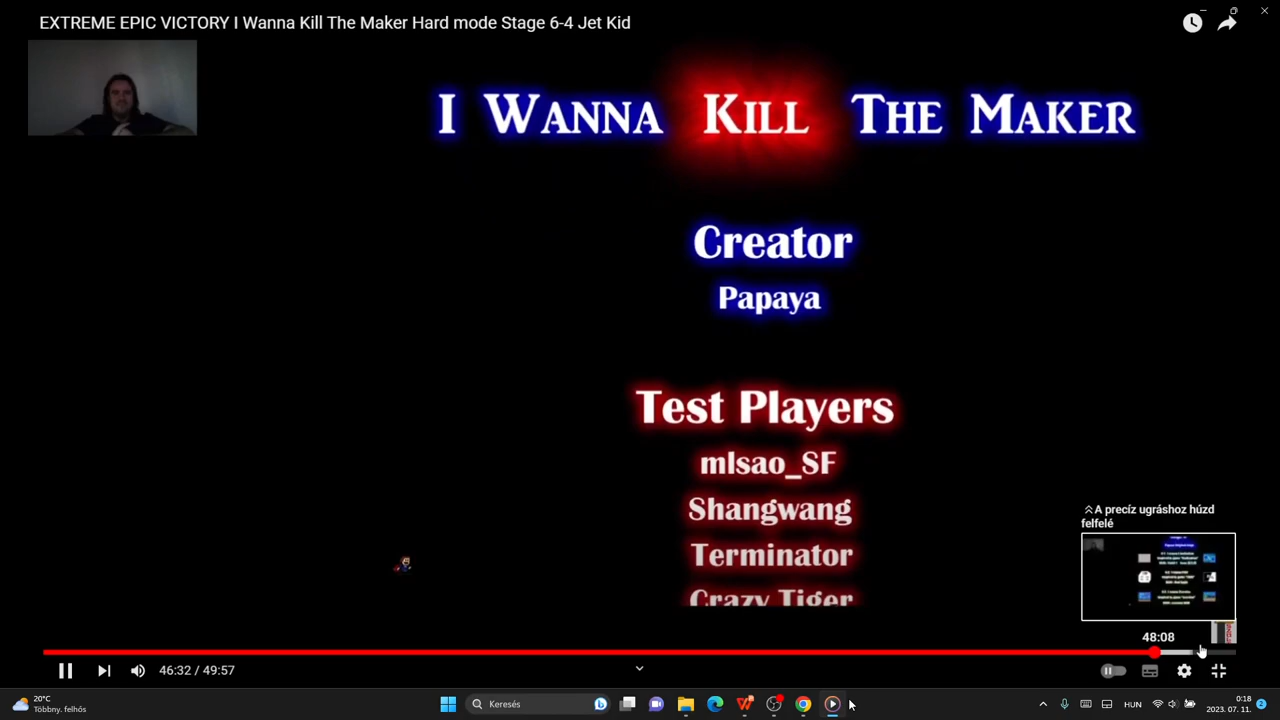 EXTREME EPIC VICTORY I Wanna Kill The Maker Hard mode Stage 6-4 Jet Kid
I WANNA KILL THE MAKER
Creator
Papaya
Test Players
mlsao_SF
Shangwang
Terminator
Crazy Tiger
A precíz ugráshoz húzd
felfelé
48:08
46:32 / 49:57
20°C
Többny. felhős
Keresés
HUN
0:18
2023. 07. 11.